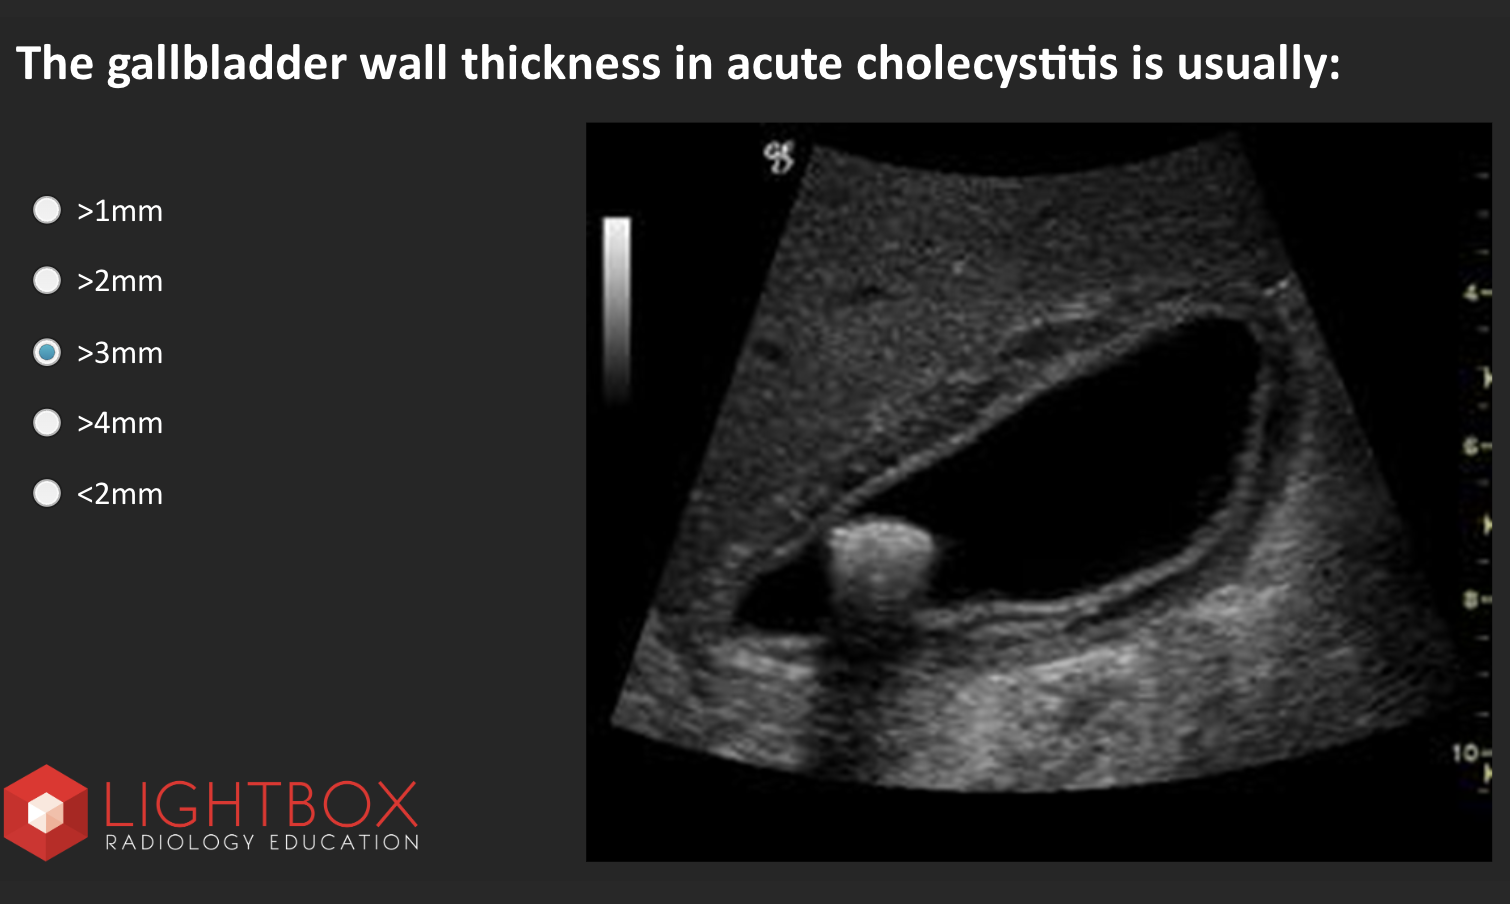 The gallbladder wall thickness in acute cholecystitis is usually:
>1mm
>2mm
>3mm
>4mm
<2mm
4
6
8
10
LIGHTBOX
RADIOLOGY EDUCATION